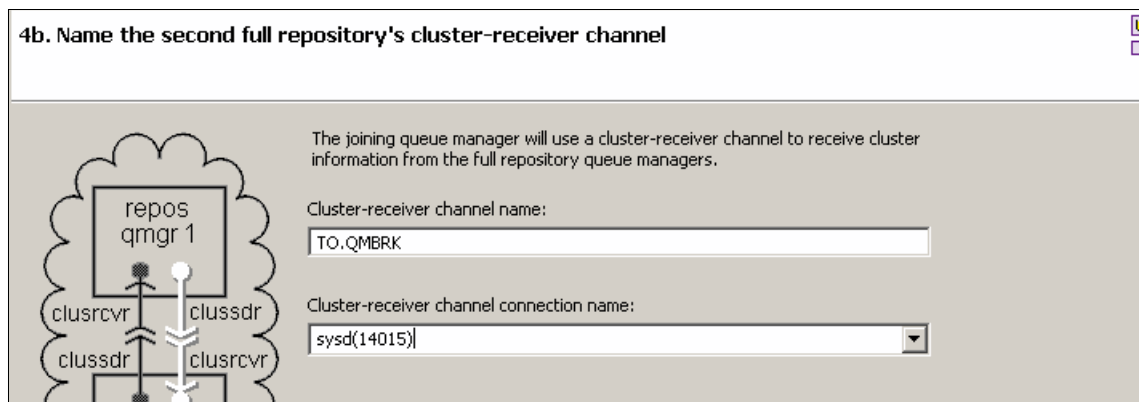 4b. Name the second full repository's cluster-receiver channel
The joining queue manager will use a cluster-receiver channel to receive cluster
information from the full repository queue managers.
Cluster-receiver channel name:
TO.QMBRK
Cluster-receiver channel connection name:
sysd(14015)
repos
qmgr 1
clusrcvr
clussdr
clussdr
clusrcvr